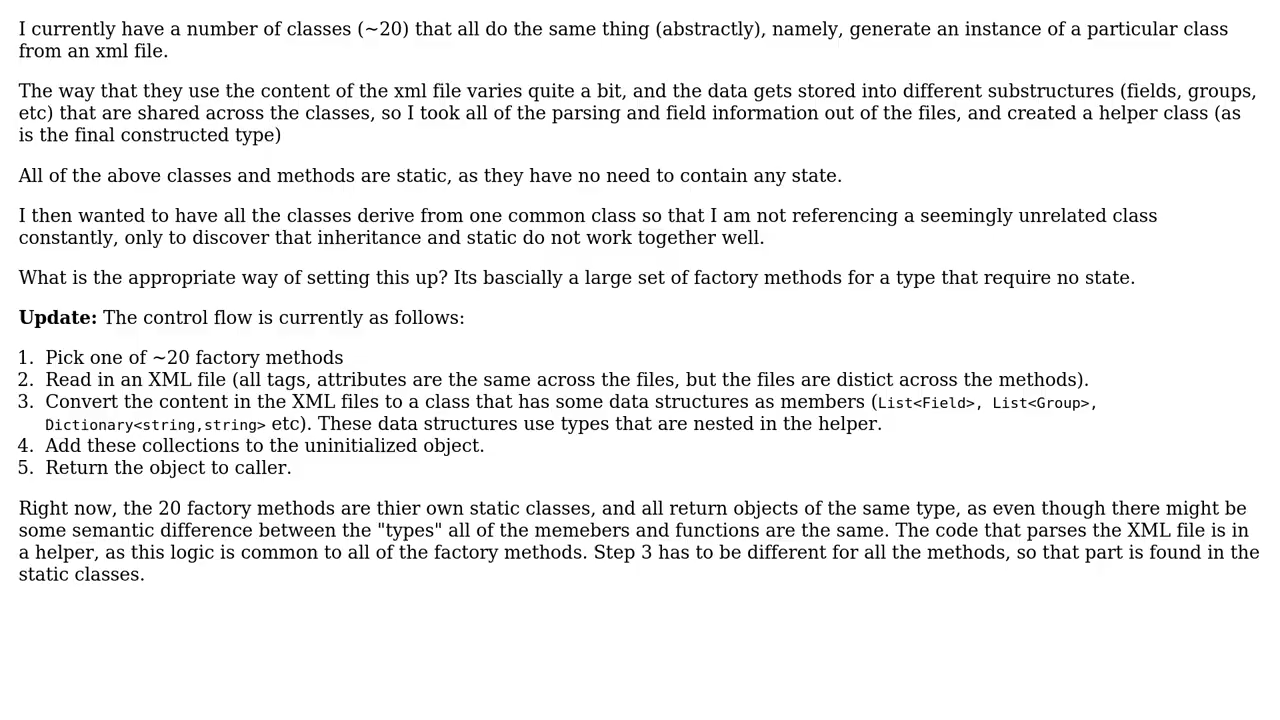 I currently have a number of classes (~20) that all do the same thing (abstractly), namely, generate an instance of a particular class
from an xml file.
The way that they use the content of the xml file varies quite a bit, and the data gets stored into different substructures (fields, groups,
etc) that are shared across the classes, so I took all of the parsing and field information out of the files, and created a helper class (as
is the final constructed type)
All of the above classes and methods are static, as they have no need to contain any state.
I then wanted to have all the classes derive from one common class so that I am not referencing a seemingly unrelated class
constantly, only to discover that inheritance and static do not work together well.
What is the appropriate way of setting this up? Its bascially a large set of factory methods for a type that require no state.
Update: The control flow is currently as follows:
1. Pick one of ~20 factory methods
2. Read in an XML file (all tags, attributes are the same across the files, but the files are distict across the methods).
3. Convert the content in the XML files to a class that has some data structures as members (List<Field>, List<Group>,
Dictionary<string,string> etc). These data structures use types that are nested in the helper.
4. Add these collections to the uninitialized object.
5. Return the object to caller.
Right now, the 20 factory methods are thier own static classes, and all return objects of the same type, as even though there might be
some semantic difference between the "types" all of the memebers and functions are the same. The code that parses the XML file is in
a helper, as this logic is common to all of the factory methods. Step 3 has to be different for all the methods, so that part is found in the
static classes.